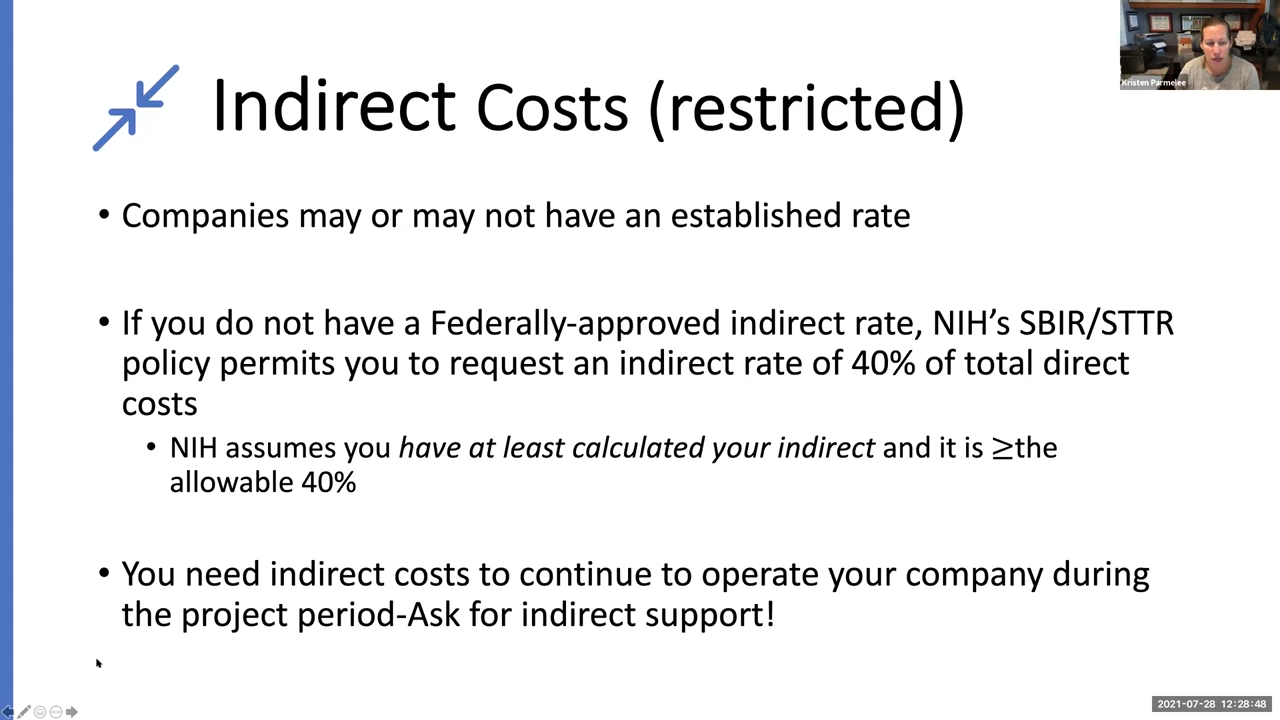 Kristen Parmelee
Indirect Costs (restricted)
• Companies may or may not have an established rate
• If you do not have a Federally-approved indirect rate, NIH’s SBIR/STTR
policy permits you to request an indirect rate of 40% of total direct
costs
• NIH assumes you have at least calculated your indirect and it is ≥the
allowable 40%
• You need indirect costs to continue to operate your company during
the project period-Ask for indirect support!
2021-07-28 12:28:48